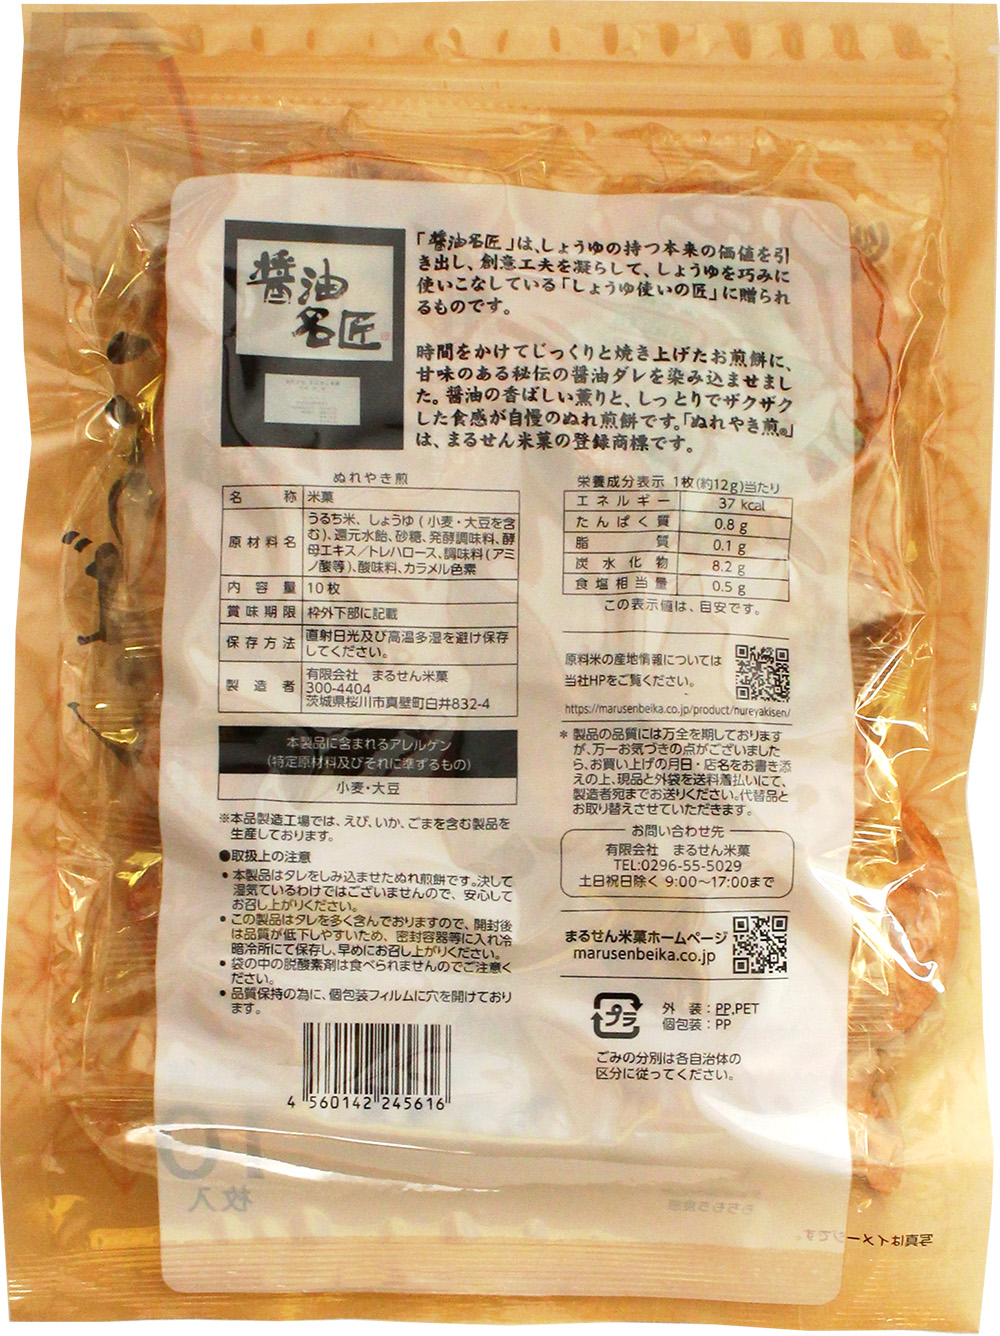 醤油
名匠
「醤油名匠」は、しょうゆの持つ本来の価値を引
き出し、創意工夫を凝らして、しょうゆを巧みに
使いこなしている「しょうゆ使いの匠」に贈られ
るものです。
時間をかけてじっくりと焼き上げたお煎餅に、
甘味のある秘伝の醤油ダレを染み込ませまし
た。醤油の香ばしい薫りと、しっとりでザクザク
した食感が自慢のぬれ煎餅です。「ぬれやき煎®」
は、まるせん米菓の登録商標です。
ぬれやき煎
名称 米菓
原材料名 うるち米、しょうゆ(小麦・大豆を含
む)、還元水飴、砂糖、発酵調味料、酵
母エキス/トレハロース、調味料(アミ
ノ酸等)、酸味料、カラメル色素
内容量 10枚
賞味期限 枠外下部に記載
保存方法 直射日光及び高温多湿を避け保存
してください。
製造者 有限会社 まるせん米菓
300-4404
茨城県桜川市真壁町白井832-4
本製品に含まれるアレルゲン
(特定原材料及びそれに準ずるもの)
小麦・大豆
※本品製造工場では、えび、いか、ごまを含む製品を
生産しております。
●取扱上の注意
• 本製品はタレをしみ込ませたぬれ煎餅です。決して
湿気ているわけではございませんので、安心して
お召し上がりください。
• この製品はタレを多く含んでおりますので、開封後
は品質が低下しやすいため、密封容器等に入れ冷
暗冷所にて保存し、早めにお召し上がりください。
• 袋の中の脱酸素剤は食べられませんのでご注意く
ださい。
• 品質保持の為に、個包装フィルムに穴を開けており
ます。
4 560142 245616
栄養成分表示 1枚(約12g)当たり
エネルギー 37 kcal
たんぱく質 0.8 g
脂質 0.1 g
炭水化物 8.2 g
食塩相当量 0.5 g
この表示値は、目安です。
原料米の産地情報については
当社HPをご覧ください。
https://marusenbeika.co.jp/product/nureyakisen/
* 製品の品質には万全を期しております
が、万一お気づきの点がございました
ら、お買い上げの月日・店名をお書き添
えの上、現品と外袋を送料着払いにて、
製造者宛までお送りください。代替品と
お取り替えさせていただきます。
お問い合わせ先
有限会社 まるせん米菓
TEL:0296-55-5029
土日祝日除く 9:00〜17:00まで
まるせん米菓ホームページ
marusenbeika.co.jp
プラ
外装:PP,PET
個包装:PP
ごみの分別は各自治体の
区分に従ってください。
10
枚入
もちもち食感
写真はイメージです。